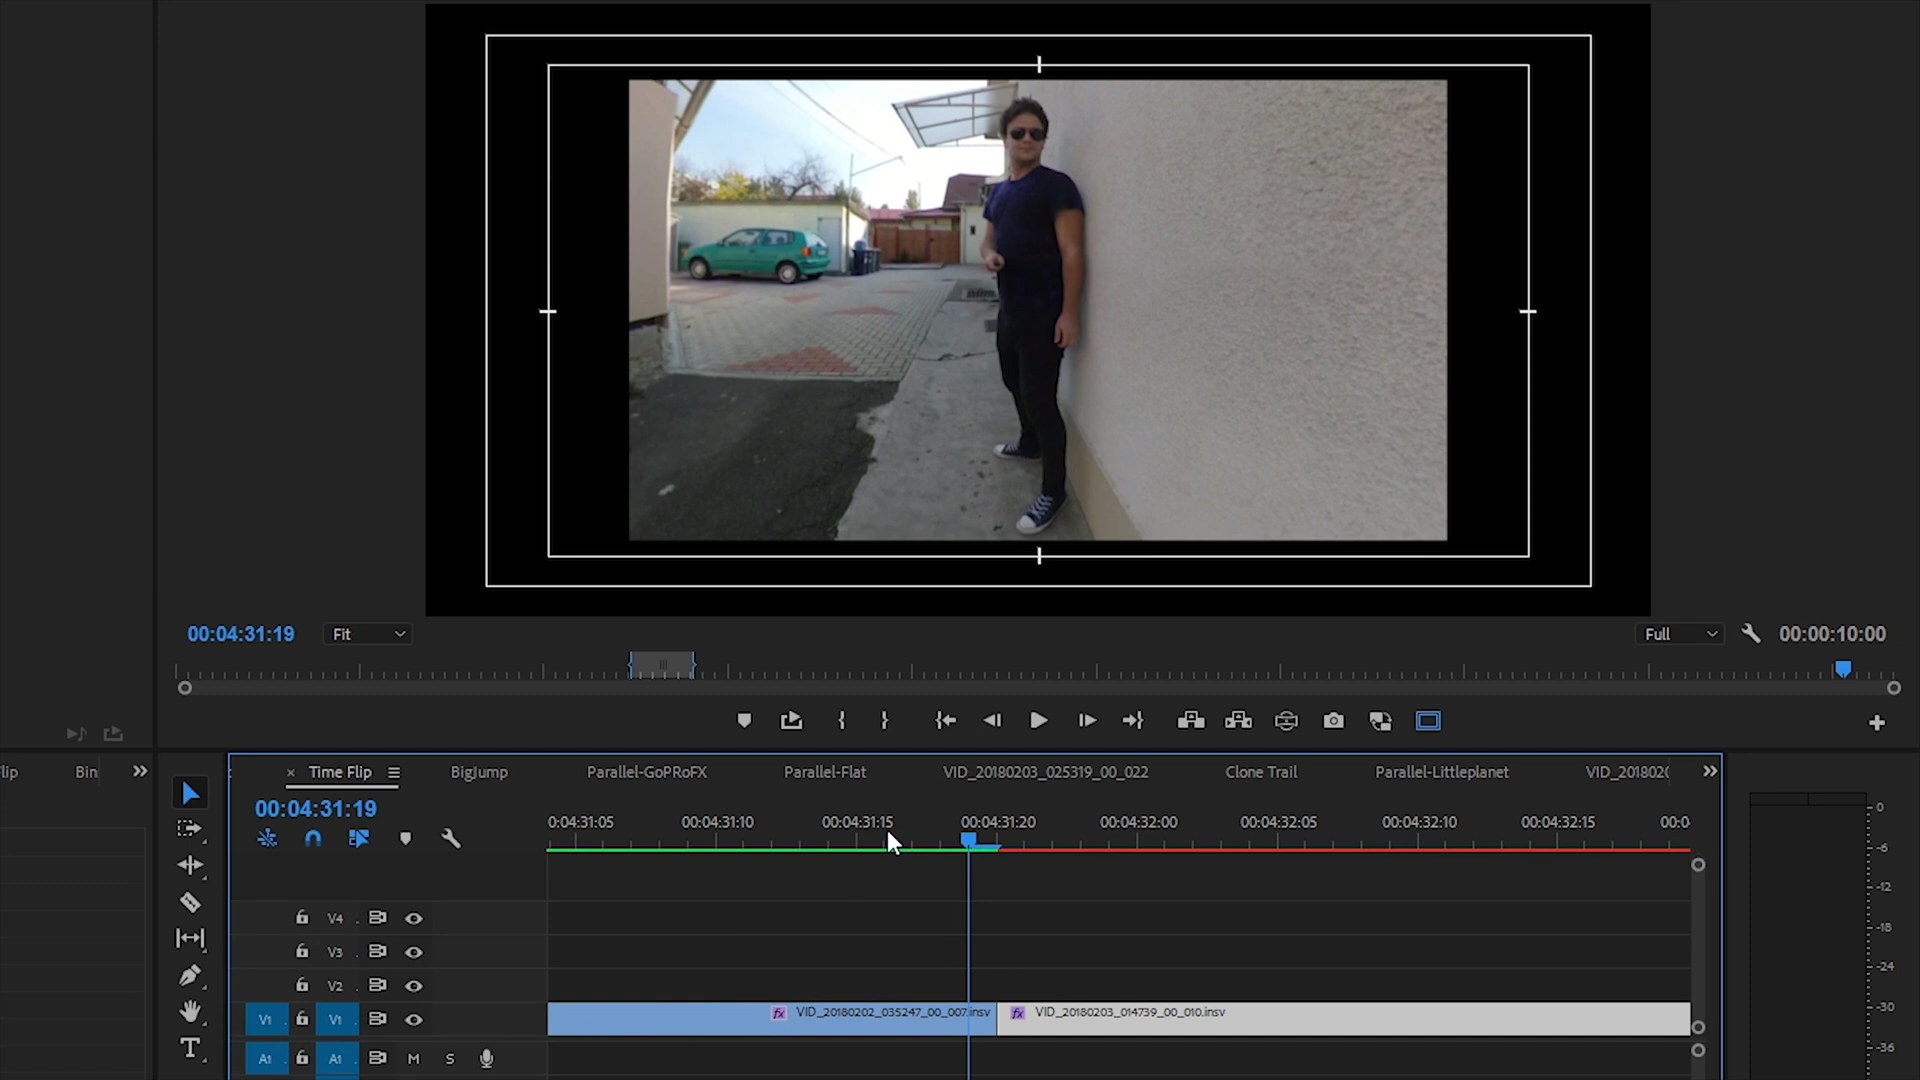 00:04:31:19
Fit
Full
00:00:10:00
lip
Bin
Time Flip
BigJump
Parallel-GoPRoFX
Parallel-Flat
VID_20180203_025319_00_022
Clone Trail
Parallel-Littleplanet
VID_201802
00:04:31:19
0:04:31:05
00:04:31:10
00:04:31:15
00:04:31:20
00:04:32:00
00:04:32:05
00:04:32:10
00:04:32:15
00:0
V4
V3
V2
V1
V1
fx VID_20180202_035247_00_007.insv
fx VID_20180203_014739_00_010.insv
A1
A1
M
S
T
0
-6
-12
-18
-24
-30
-36